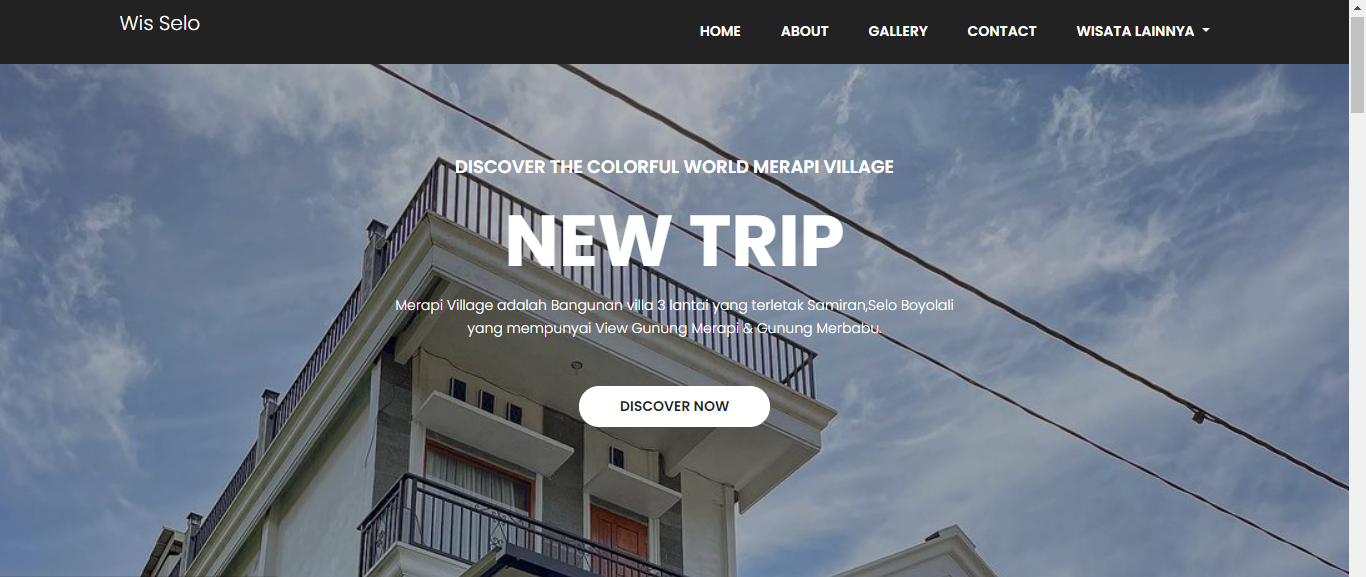 Wis Selo
HOME
ABOUT
GALLERY
CONTACT
WISATA LAINNYA
DISCOVER THE COLORFUL WORLD MERAPI VILLAGE
NEW TRIP
Merapi Village adalah Bangunan villa 3 lantai yang terletak Samiran,Selo Boyolali
yang mempunyai View Gunung Merapi & Gunung Merbabu.
DISCOVER NOW